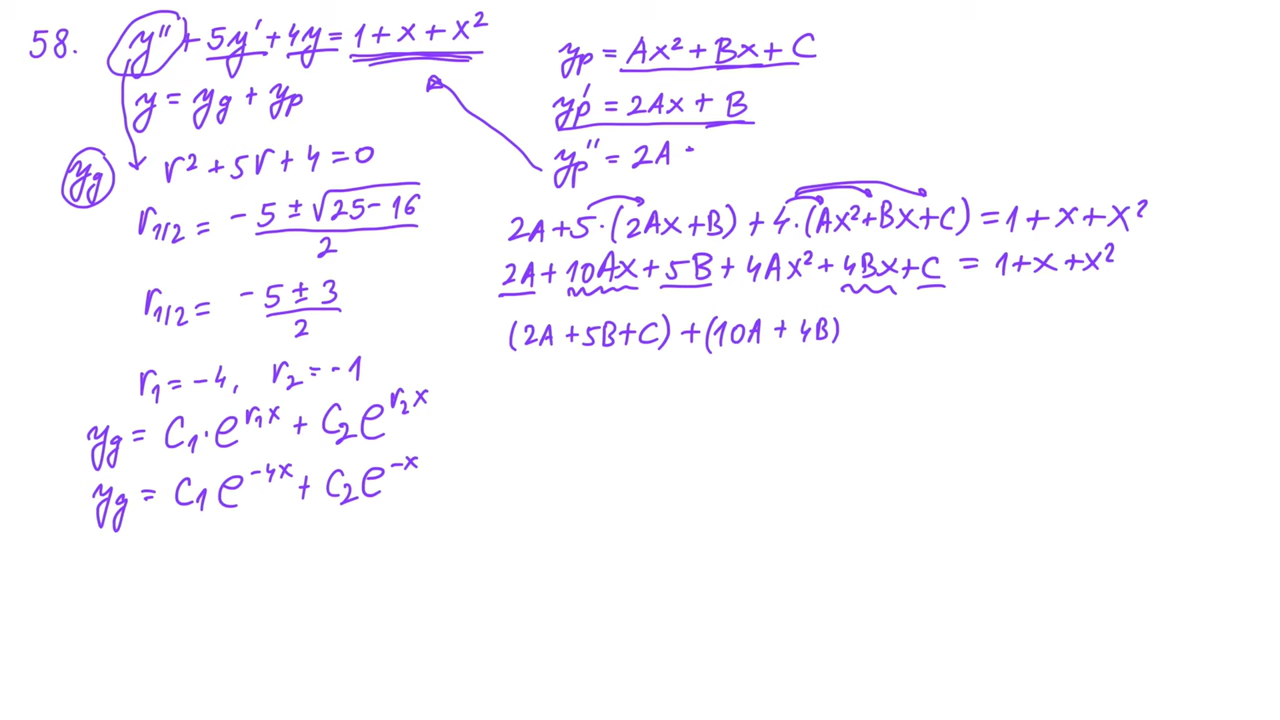 58. y'' + 5y' + 4y = 1 + x + x²
y = yg + yp
yg
r² + 5r + 4 = 0
r1/2 = -5 ± √25 - 16 / 2
r1/2 = -5 ± 3 / 2
r1 = -4, r2 = -1
yg = C1 · e^r1x + C2 e^r2x
yg = C1 e^-4x + C2 e^-x
yp = Ax² + Bx + C
yp' = 2Ax + B
yp'' = 2A ·
2A + 5 · (2Ax + B) + 4 · (Ax² + Bx + C) = 1 + x + x²
2A + 10Ax + 5B + 4Ax² + 4Bx + C = 1 + x + x²
(2A + 5B + C) + (10A + 4B)